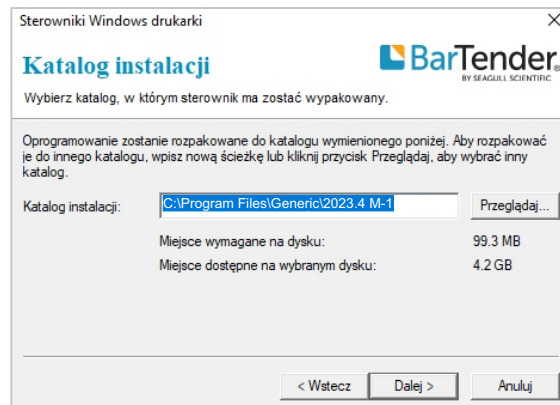 Sterowniki Windows drukarki
Katalog instalacji
BarTender®
BY SEAGULL SCIENTIFIC
Wybierz katalog, w którym sterownik ma zostać wypakowany.
Oprogramowanie zostanie rozpakowane do katalogu wymienionego poniżej. Aby rozpakować
je do innego katalogu, wpisz nową ścieżkę lub kliknij przycisk Przeglądaj, aby wybrać inny
katalog.
Katalog instalacji: C:\Program Files\Generic\2023.4 M-1 Przeglądaj...
Miejsce wymagane na dysku: 99.3 MB
Miejsce dostępne na wybranym dysku: 4.2 GB
< Wstecz Dalej > Anuluj